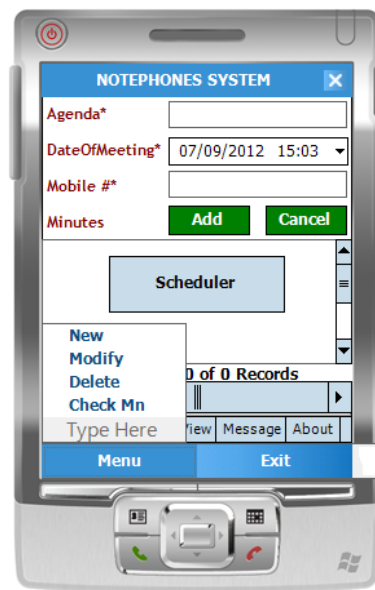 NOTEPHONES SYSTEM X
Agenda*
DateOfMeeting* 07/09/2012 15:03
Mobile #*
Minutes Add Cancel
Scheduler
New
Modify
Delete
Check Mn
Type Here
0 of 0 Records
View Message About
Menu Exit